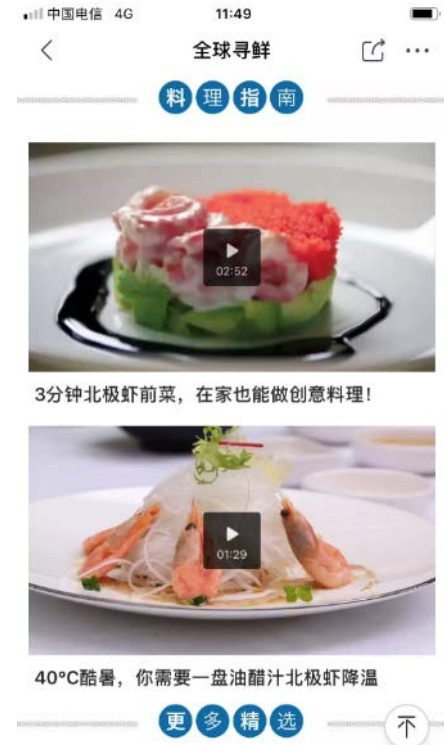 中国电信 4G 11:49
全球寻鲜
料理指南
02:52
3分钟北极虾前菜，在家也能做创意料理！
01:29
40°C酷暑，你需要一盘油醋汁北极虾降温
更多精选